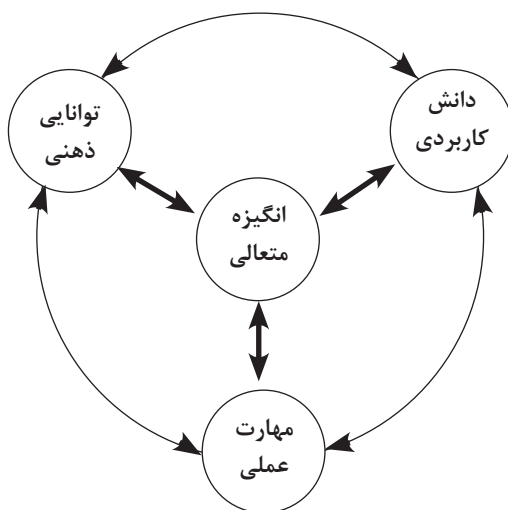 دانش
کاربردی
توانایی
ذهنی
انگیزه
متعالی
مهارت
عملی